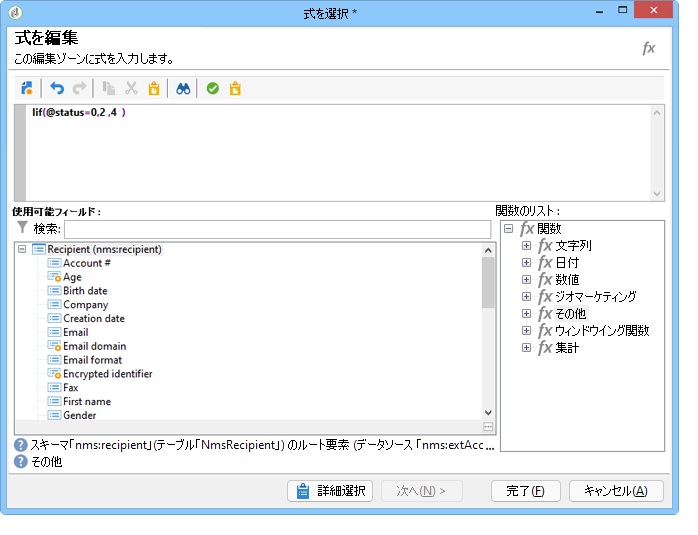 式を選択 *
式を編集
この編集ゾーンに式を入力します。
fx
Iif(@status=0,2 ,4 )
使用可能フィールド :
検索:
Recipient (nms:recipient)
Account #
Age
Birth date
Company
Creation date
Email
Email domain
Email format
Encrypted identifier
Fax
First name
Gender
関数のリスト :
fx 関数
fx 文字列
fx 日付
fx 数値
fx ジオマーケティング
fx その他
fx ウィンドウイング関数
fx 集計
スキーマ「nms:recipient」(テーブル「NmsRecipient」) のルート要素 (データソース 「nms:extAcc ...
その他
詳細選択
次へ(N) >
完了(F)
キャンセル(A)